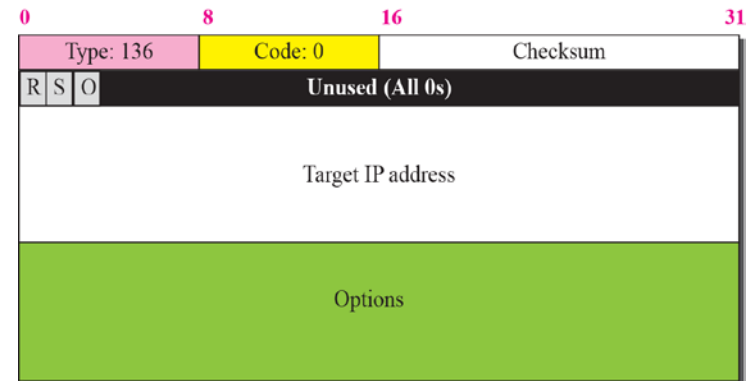 0 8 16 31
Type: 136 Code: 0 Checksum
R S O Unused (All 0s)
Target IP address
Options